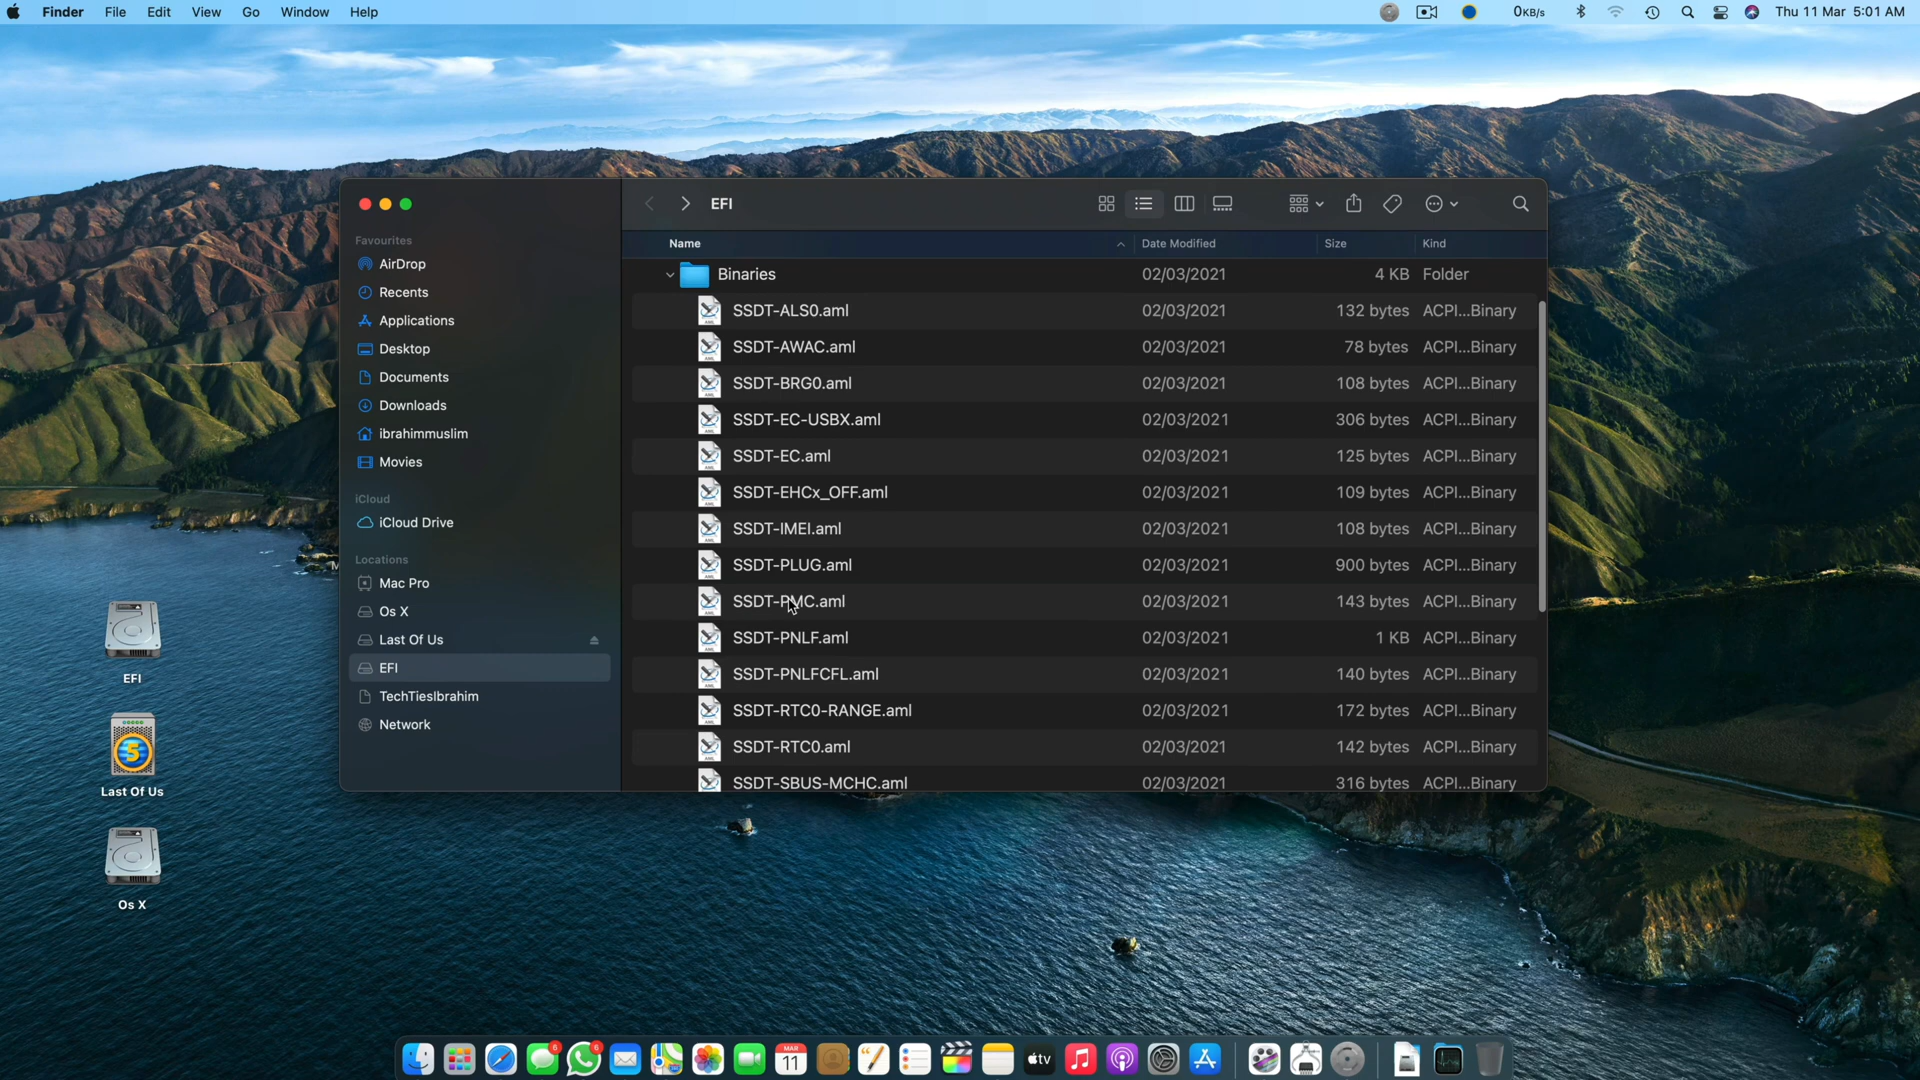 Finder File Edit View Go Window Help
0KB/s
Thu 11 Mar 5:01 AM
EFI
Favourites
AirDrop
Recents
Applications
Desktop
Documents
Downloads
ibrahimmuslim
Movies
iCloud
iCloud Drive
Locations
Mac Pro
Os X
Last Of Us
EFI
TechTiesIbrahim
Network
Name Date Modified Size Kind
Binaries 02/03/2021 4 KB Folder
SSDT-ALS0.aml 02/03/2021 132 bytes ACPI...Binary
SSDT-AWAC.aml 02/03/2021 78 bytes ACPI...Binary
SSDT-BRG0.aml 02/03/2021 108 bytes ACPI...Binary
SSDT-EC-USBX.aml 02/03/2021 306 bytes ACPI...Binary
SSDT-EC.aml 02/03/2021 125 bytes ACPI...Binary
SSDT-EHCx_OFF.aml 02/03/2021 109 bytes ACPI...Binary
SSDT-IMEI.aml 02/03/2021 108 bytes ACPI...Binary
SSDT-PLUG.aml 02/03/2021 900 bytes ACPI...Binary
SSDT-PMC.aml 02/03/2021 143 bytes ACPI...Binary
SSDT-PNLF.aml 02/03/2021 1 KB ACPI...Binary
SSDT-PNLFCFL.aml 02/03/2021 140 bytes ACPI...Binary
SSDT-RTC0-RANGE.aml 02/03/2021 172 bytes ACPI...Binary
SSDT-RTC0.aml 02/03/2021 142 bytes ACPI...Binary
SSDT-SBUS-MCHC.aml 02/03/2021 316 bytes ACPI...Binary
EFI
5
Last Of Us
Os X
6
6
MAR
11
tv